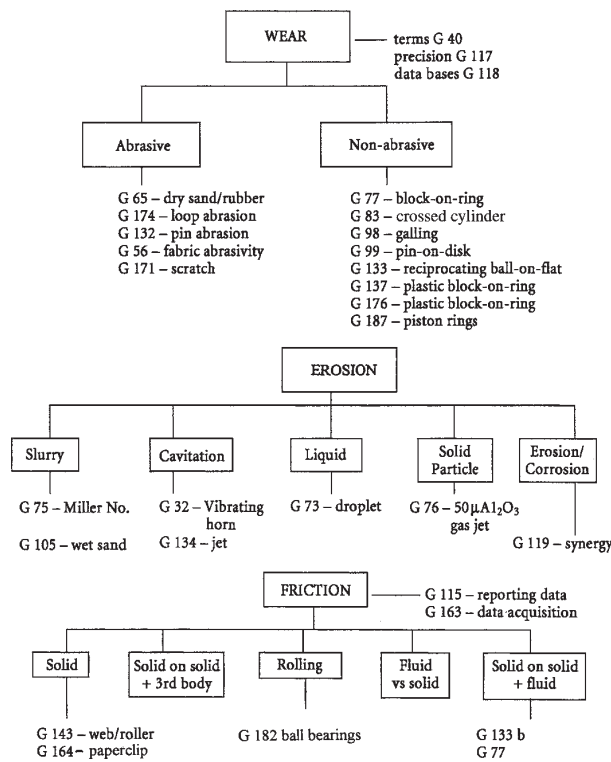 WEAR
terms G 40
precision G 117
data bases G 118
Abrasive
G 65 – dry sand/rubber
G 174 – loop abrasion
G 132 – pin abrasion
G 56 – fabric abrasivity
G 171 – scratch
Non-abrasive
G 77 – block-on-ring
G 83 – crossed cylinder
G 98 – galling
G 99 – pin-on-disk
G 133 – reciprocating ball-on-flat
G 137 – plastic block-on-ring
G 176 – plastic block-on-ring
G 187 – piston rings
EROSION
Slurry
G 75 – Miller No.
G 105 – wet sand
Cavitation
G 32 – Vibrating
horn
G 134 – jet
Liquid
G 73 – droplet
Solid
Particle
G 76 – 50μA1₂O₃
gas jet
Erosion/
Corrosion
G 119 – synergy
FRICTION
G 115 – reporting data
G 163 – data acquisition
Solid
G 143 – web/roller
G 164– paperclip
Solid on solid
+ 3rd body
Rolling
G 182 ball bearings
Fluid
vs solid
Solid on solid
+ fluid
G 133 b
G 77